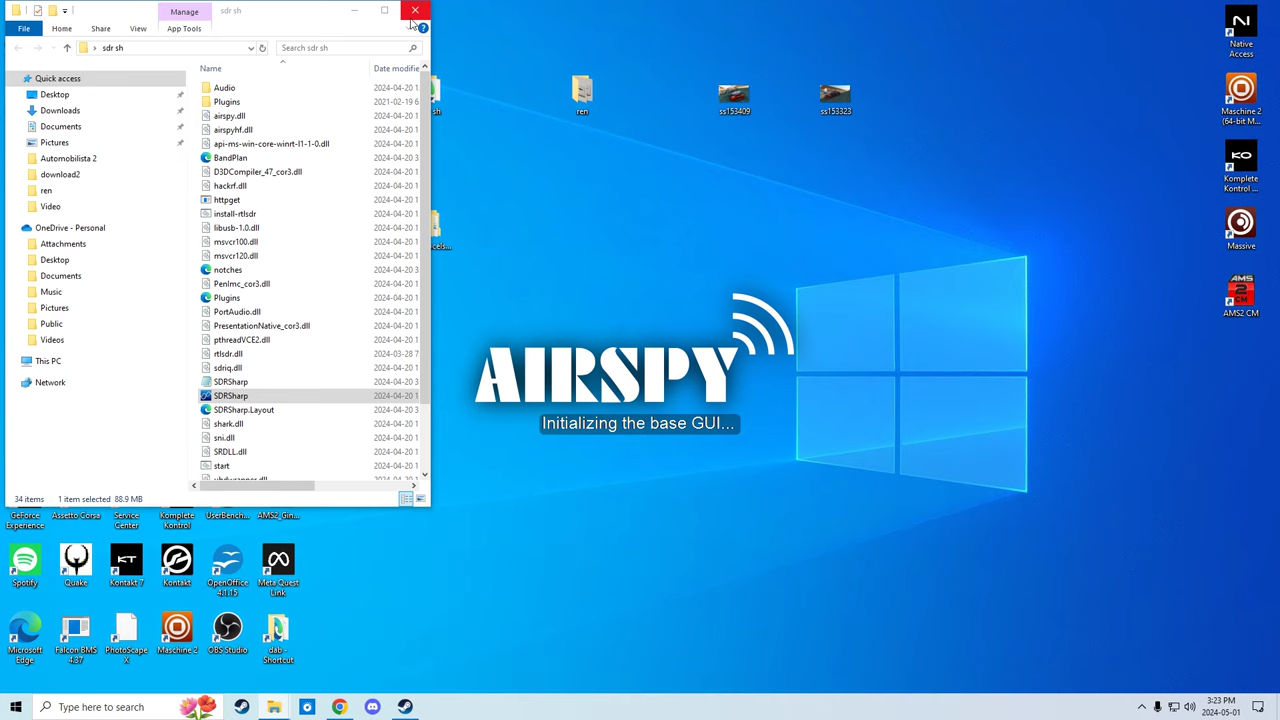 Manage
sdr sh
File
Home
Share
View
App Tools
sdr sh
Search sdr sh
Name
Date modifie
Quick access
Desktop
Downloads
Documents
Pictures
Automobilista 2
download2
ren
Video
OneDrive - Personal
Attachments
Desktop
Documents
Music
Pictures
Public
Videos
This PC
Network
Audio 2024-04-20 1
Plugins 2021-02-19 6
airspy.dll 2024-04-20 1
airspyhf.dll 2024-04-20 1
api-ms-win-core-winrt-l1-1-0.dll 2024-04-20 1
BandPlan 2024-04-20 3
D3DCompiler_47_cor3.dll 2024-04-20 1
hackrf.dll 2024-04-20 1
httpget 2024-04-20 1
install-rtlsdr 2024-04-20 1
libusb-1.0.dll 2024-04-20 1
msvcr100.dll 2024-04-20 1
msvcr120.dll 2024-04-20 1
notches 2024-04-20 1
PenImc_cor3.dll 2024-04-20 1
Plugins 2024-04-20 1
PortAudio.dll 2024-04-20 1
PresentationNative_cor3.dll 2024-04-20 1
pthreadVCE2.dll 2024-04-20 1
rtlsdr.dll 2024-03-28 7
sdriq.dll 2024-04-20 1
SDRSharp 2024-04-20 3
SDRSharp 2024-04-20 1
SDRSharp.Layout 2024-04-20 3
shark.dll 2024-04-20 1
sni.dll 2024-04-20 1
SRDLL.dll 2024-04-20 1
start 2024-04-20 1
34 items 1 item selected 88.9 MB
sh
ren
ss153409
ss153323
cels...
AIRSPY
Initializing the base GUI...
Native
Access
Maschine 2
(64-bit M...
KO
Komplete
Kontrol ...
Massive
AMS
2
CM
AMS2 CM
GeForce
Experience
Assetto Corsa
Service
Center
Komplete
Kontrol
UserBench...
AMS2_Gin...
Spotify
Quake
KT
Kontakt 7
Kontakt
OpenOffice
4.1.15
Meta Quest
Link
Microsoft
Edge
Falcon BMS
4.37
PhotoScape
X
Maschine 2
OBS Studio
dab -
Shortcut
Type here to search
3:23 PM
2024-05-01